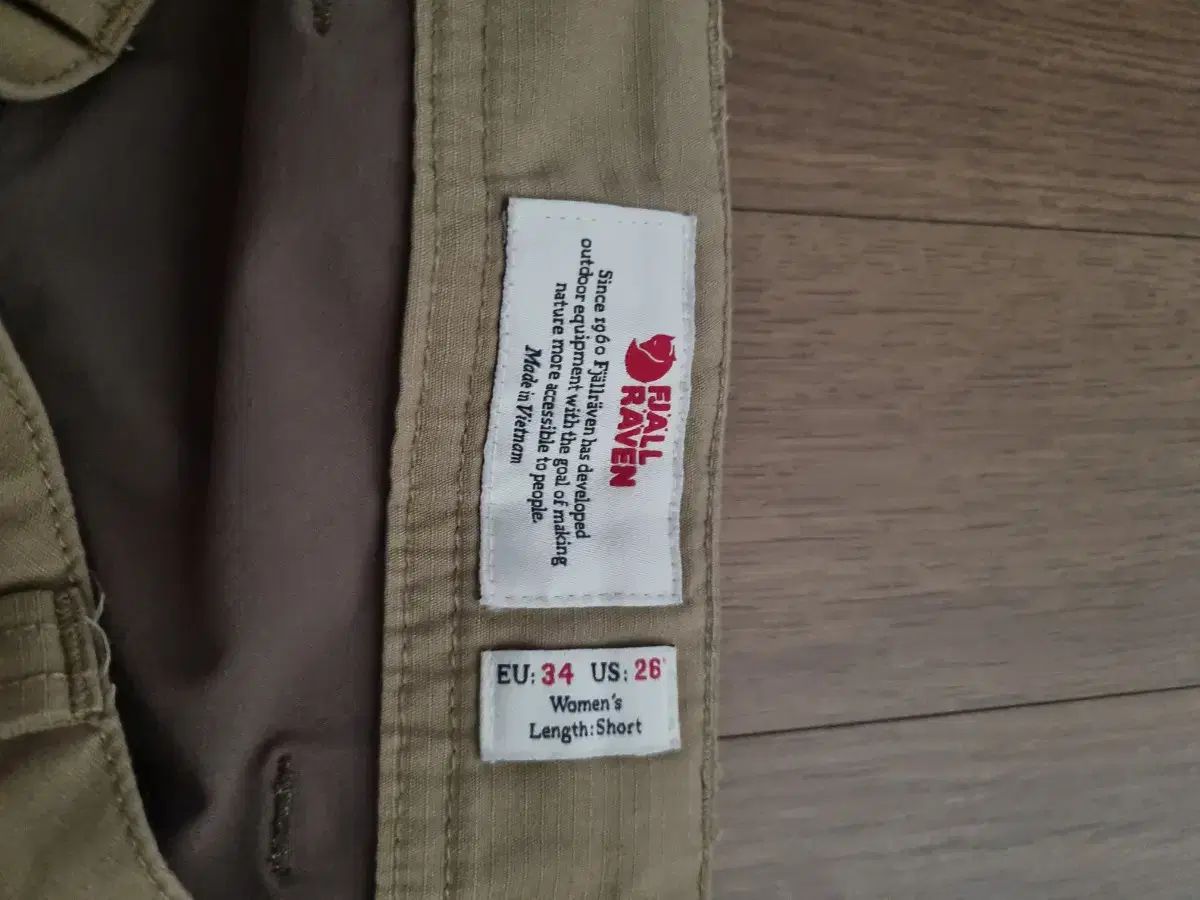 FJÄLL
RÄVEN
Since 1960 Fjällräven has developed
outdoor equipment with the goal of making
nature more accessible to people.
Made in Vietnam
EU: 34 US: 26"
Women's
Length: Short